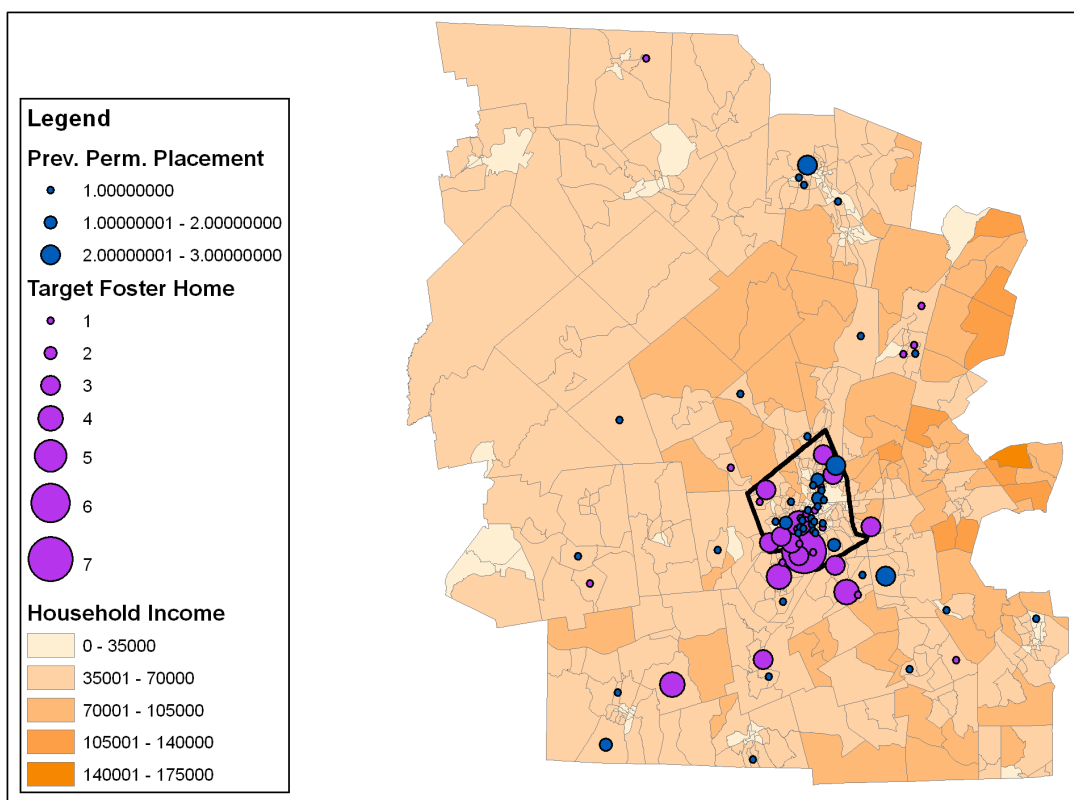 Legend
Prev. Perm. Placement
1.00000000
1.00000001 - 2.00000000
2.00000001 - 3.00000000
Target Foster Home
1
2
3
4
5
6
7
Household Income
0 - 35000
35001 - 70000
70001 - 105000
105001 - 140000
140001 - 175000